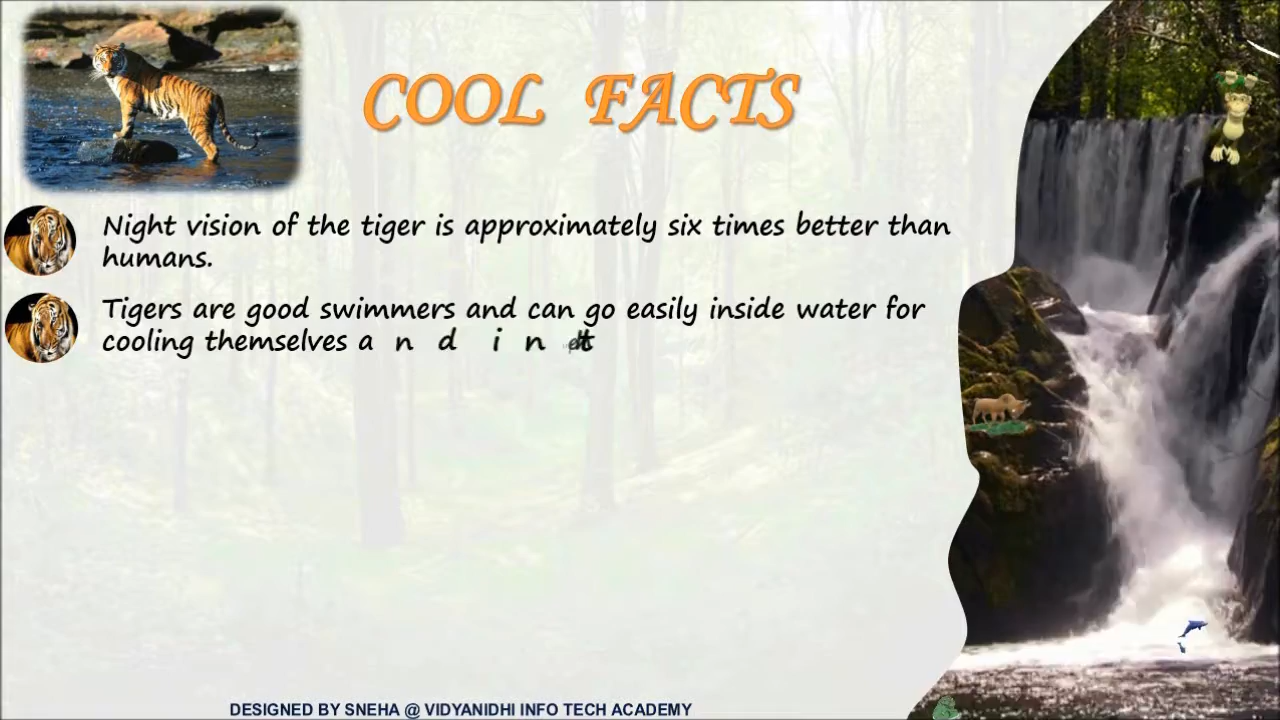 COOL FACTS
Night vision of the tiger is approximately six times better than
humans.
Tigers are good swimmers and can go easily inside water for
cooling themselves a n d i n
DESIGNED BY SNEHA @ VIDYANIDHI INFO TECH ACADEMY